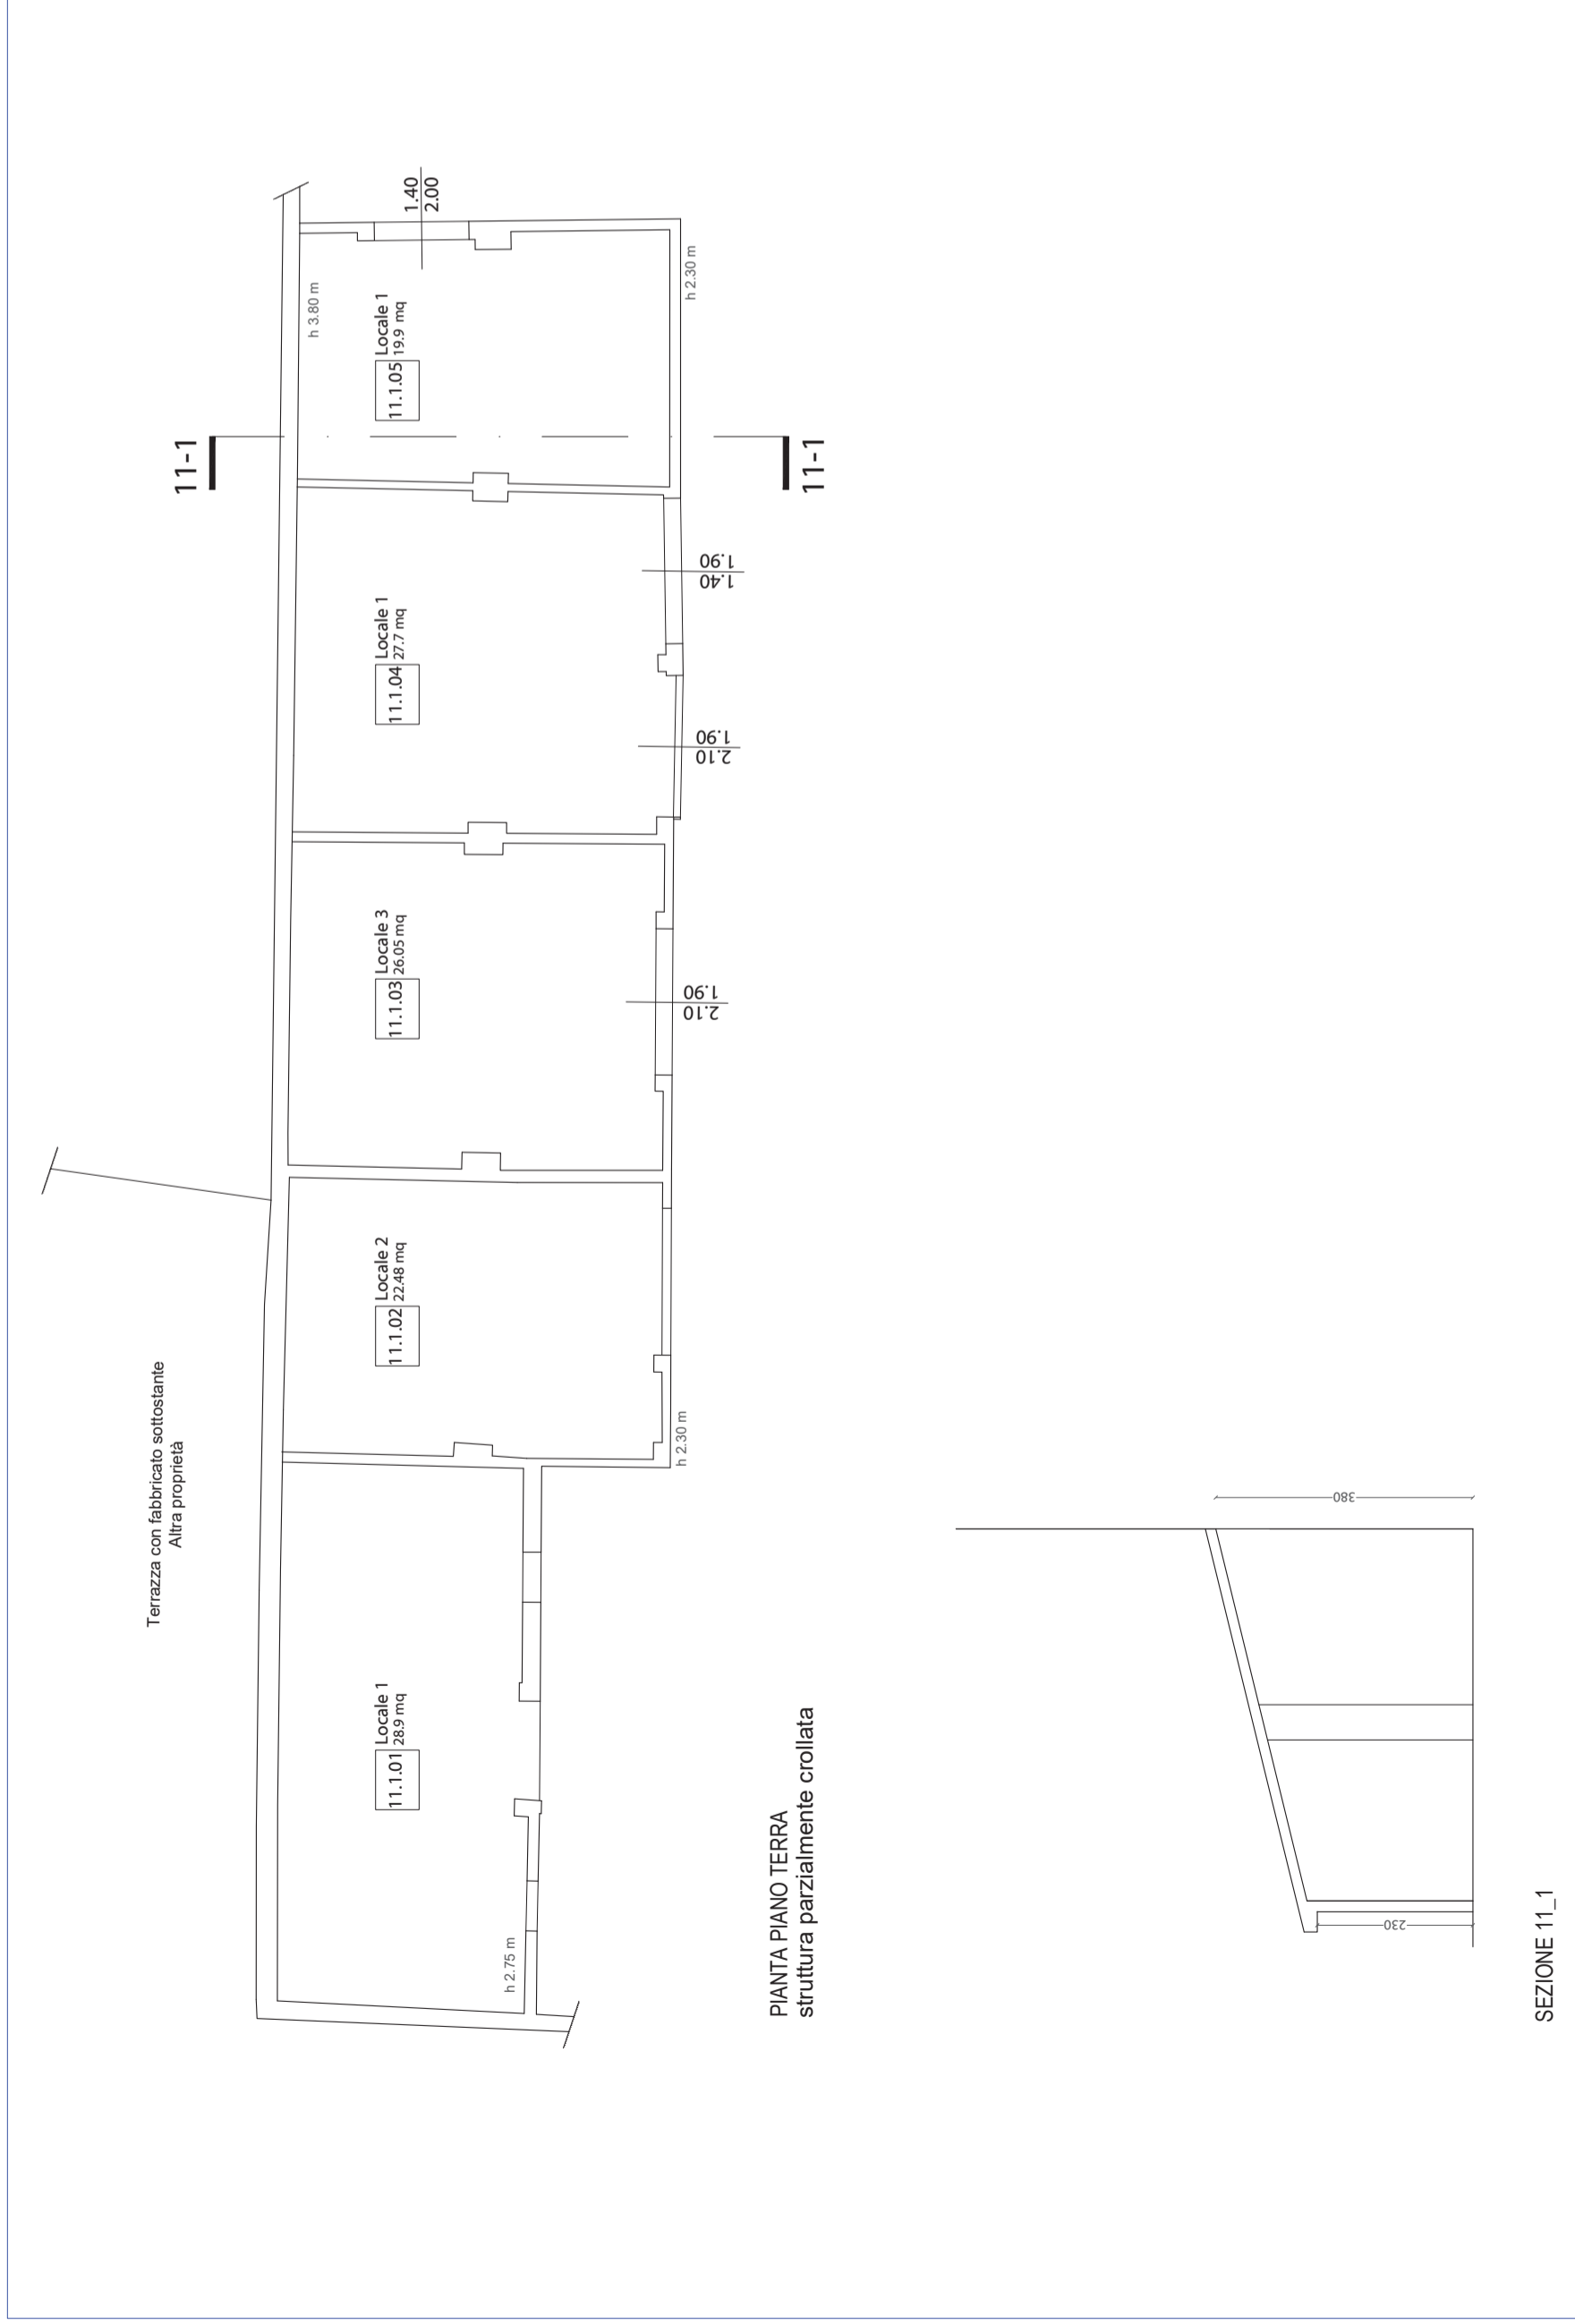 Terrazza con fabbricato sottostante
Altra proprietà
11-1
h 3.80 m
1.40
2.00
11.1.01
Locale 1
28.9 mq
11.1.02
Locale 2
22.48 mq
11.1.03
Locale 3
26.05 mq
11.1.04
Locale 1
27.7 mq
11.1.05
Locale 1
19.9 mq
h 2.75 m
h 2.30 m
2.10
1.90
2.10
1.90
1.40
1.90
h 2.30 m
11-1
PIANTA PIANO TERRA
struttura parzialmente crollata
230
380
SEZIONE 11_1